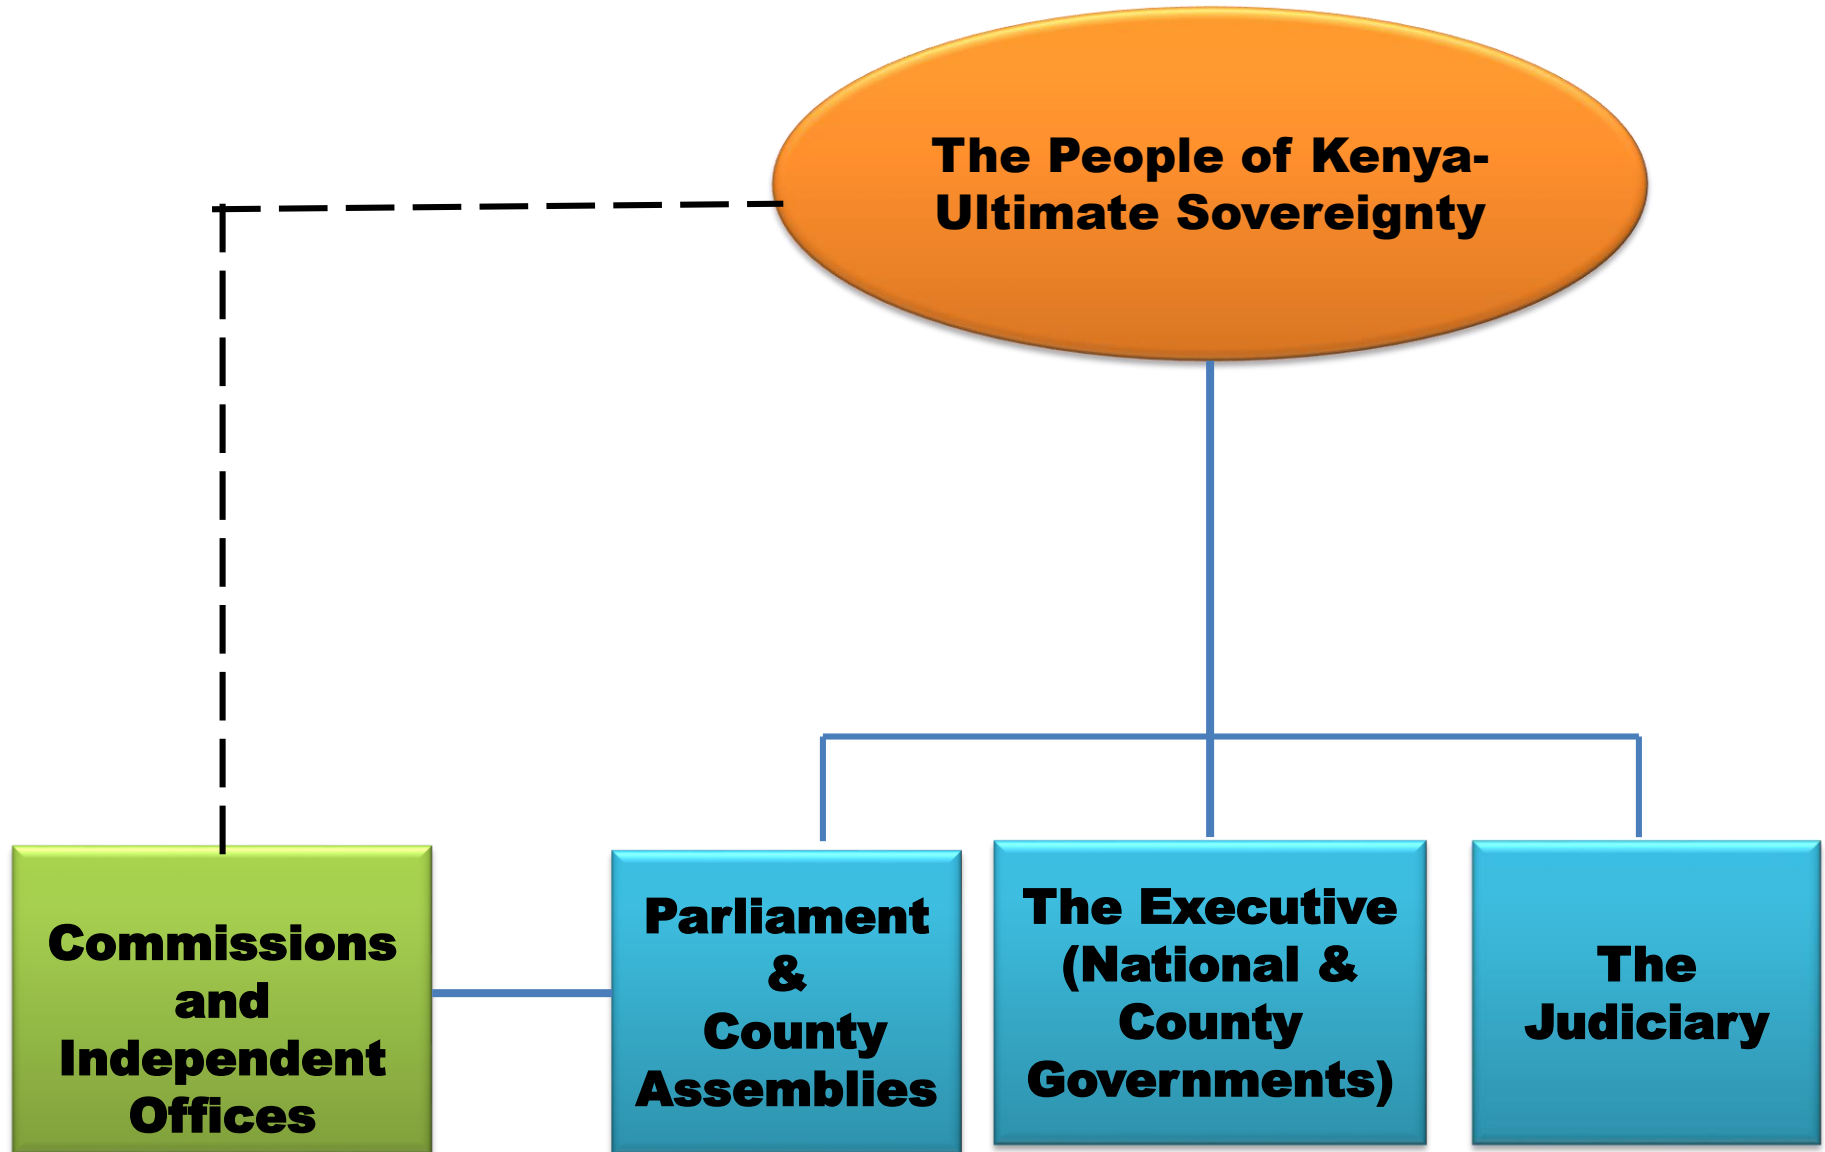 The People of Kenya-
Ultimate Sovereignty
Commissions
and
Independent
Offices
Parliament
&
County
Assemblies
The Executive
(National &
County
Governments)
The
Judiciary